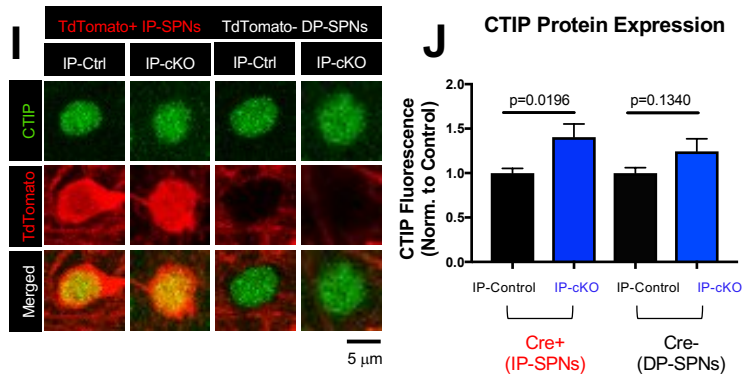 I
TdTomato+ IP-SPNs TdTomato- DP-SPNs
IP-Ctrl IP-cKO IP-Ctrl IP-cKO
CTIP
TdTomato
Merged
5 μm
J
CTIP Protein Expression
CTIP Fluorescence
(Norm. to Control)
2.0
1.5
1.0
0.5
0.0
p=0.0196 p=0.1340
IP-Control IP-cKO IP-Control IP-cKO
Cre+ Cre-
(IP-SPNs) (DP-SPNs)